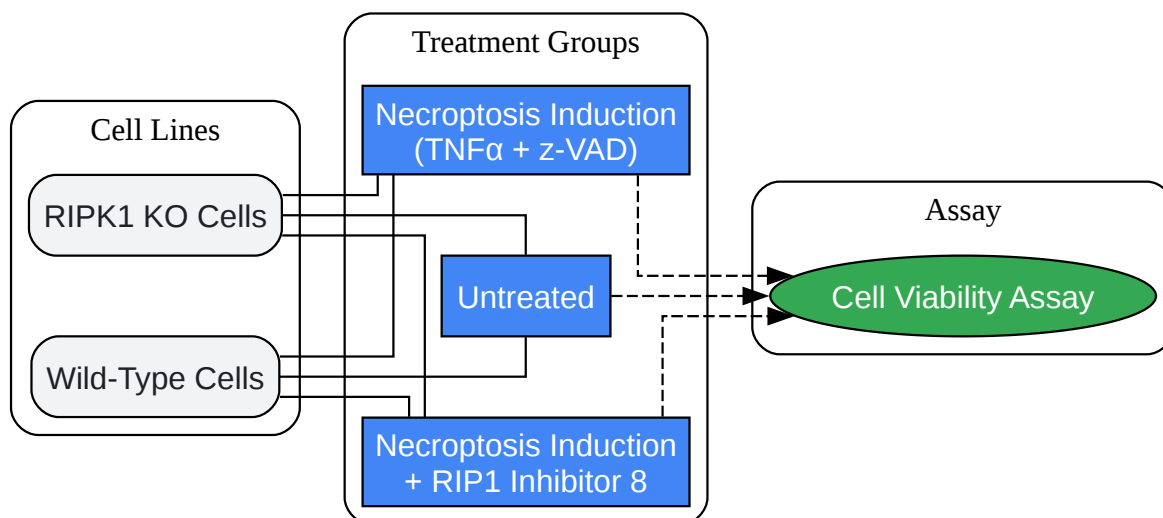 Cell Lines
RIPK1 KO Cells
Wild-Type Cells
Treatment Groups
Necroptosis Induction
(TNFα + z-VAD)
Untreated
Necroptosis Induction
+ RIP1 Inhibitor 8
Assay
Cell Viability Assay